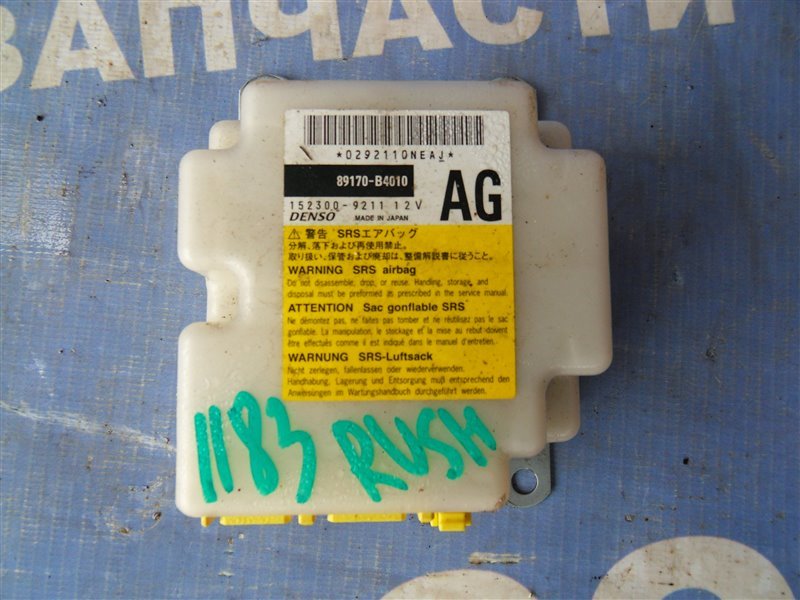 ЗАПЧАСТИ
*0292110NEAJ*
89170-B4010
152300-9211 12V
DENSO MADE IN JAPAN
AG
⚠ 警告 SRSエアバッグ
分解、落下および再使用禁止。
取り扱い、保管および廃却は、整備解説書に従うこと。
WARNING SRS airbag
Do not disassemble, drop, or reuse. Handling, storage, and
disposal must be preformed as prescribed in the service manual.
ATTENTION Sac gonflable SRS
Ne démontez pas, ne faites pas tomber et ne réutilisez pas le sac
gonflable. La manipulation, le stockage et la mise au rebut doivent
être effectués comme il est indiqué dans le manuel d'entretien.
WARNUNG SRS-Luftsack
Nicht zerlegen, fallenlassen oder wiederverwenden.
Handhabung, Lagerung und Entsorgung muß entsprechend den
Anweisungen im Wartungshandbuch durchgeführt werden.
1183 RUSH